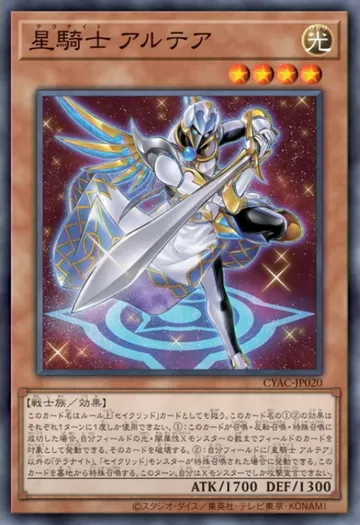 テラナイト
星騎士 アルテア
光
CYAC-JP020
【戦士族/効果】
このカード名はルール上「セイクリッド」カードとしても扱う。このカード名の①②の効果は
それぞれ1ターンに1度しか使用できない。①:このカードが召喚・反転召喚・特殊召喚に
成功した場合、自分フィールドの光・闇属性Xモンスターの数までフィールドのカードを
対象として発動できる。そのカードを破壊する。②:自分フィールドに「星騎士 アルテア」
以外の「テラナイト」、「セイクリッド」モンスターが特殊召喚された場合に発動できる。この
カードを墓地から特殊召喚する。このターン、自分はXモンスターでしか攻撃宣言できない。
ATK/1700 DEF/1300
©スタジオ・ダイス/集英社・テレビ東京・KONAMI